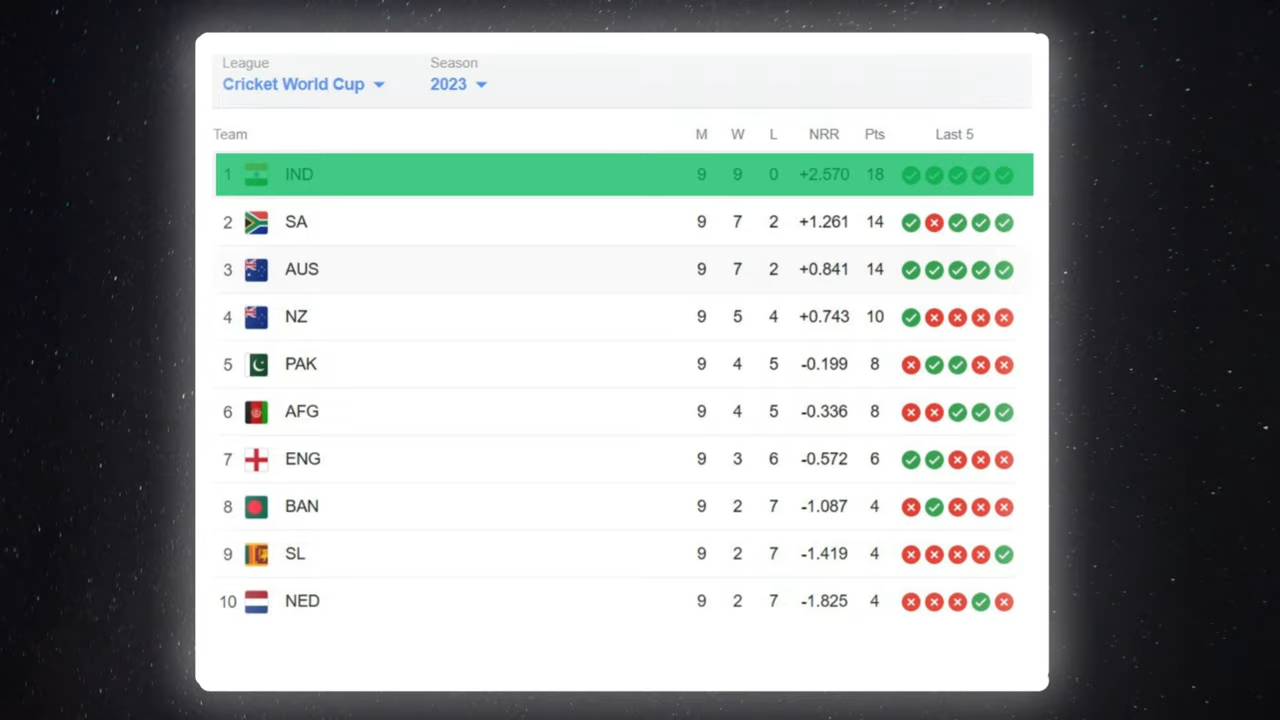 League Season
Cricket World Cup 2023
Team M W L NRR Pts Last 5
1 IND 9 9 0 +2.570 18
2 SA 9 7 2 +1.261 14
3 AUS 9 7 2 +0.841 14
4 NZ 9 5 4 +0.743 10
5 PAK 9 4 5 -0.199 8
6 AFG 9 4 5 -0.336 8
7 ENG 9 3 6 -0.572 6
8 BAN 9 2 7 -1.087 4
9 SL 9 2 7 -1.419 4
10 NED 9 2 7 -1.825 4